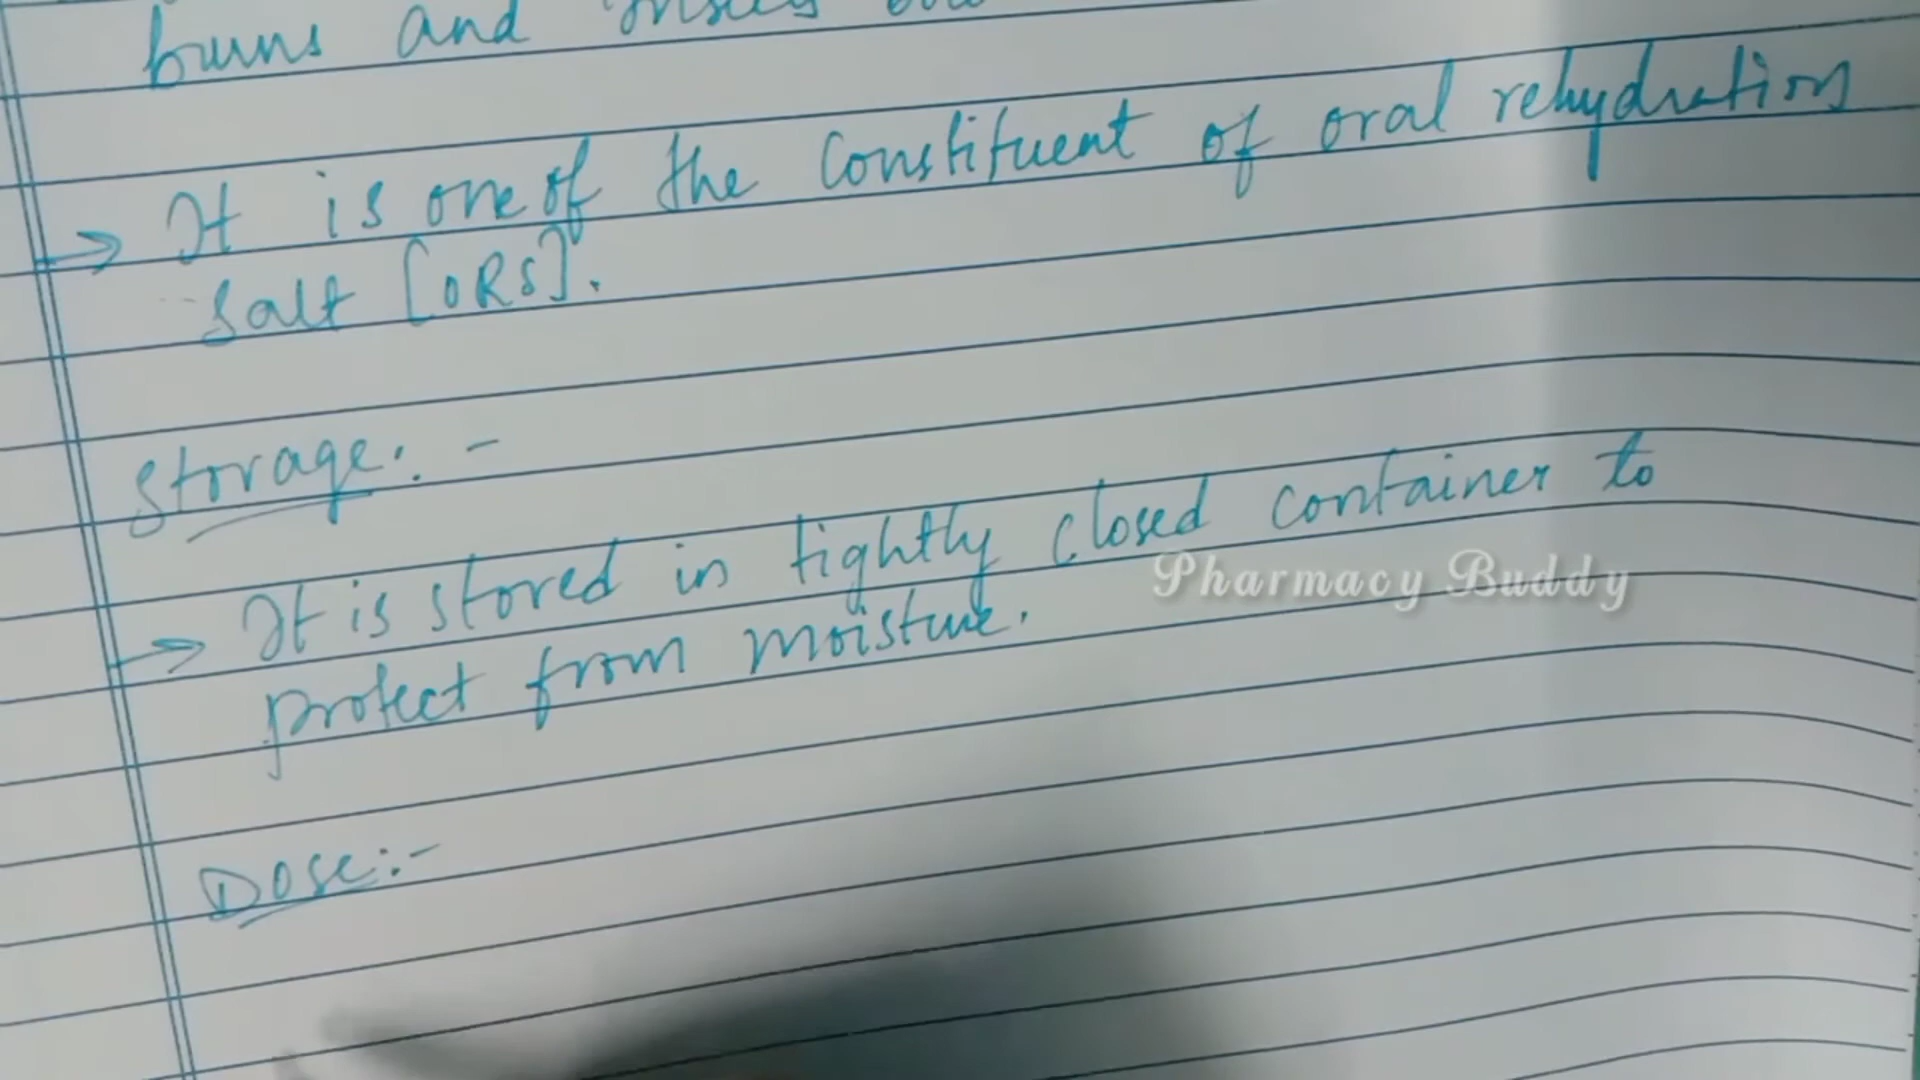 burns and insects
→ It is one of the constituent of oral rehydration
salt [ORS].
Storage: -
→ It is stored in tightly closed container to
protect from moisture.
Pharmacy Buddy
Dose:-